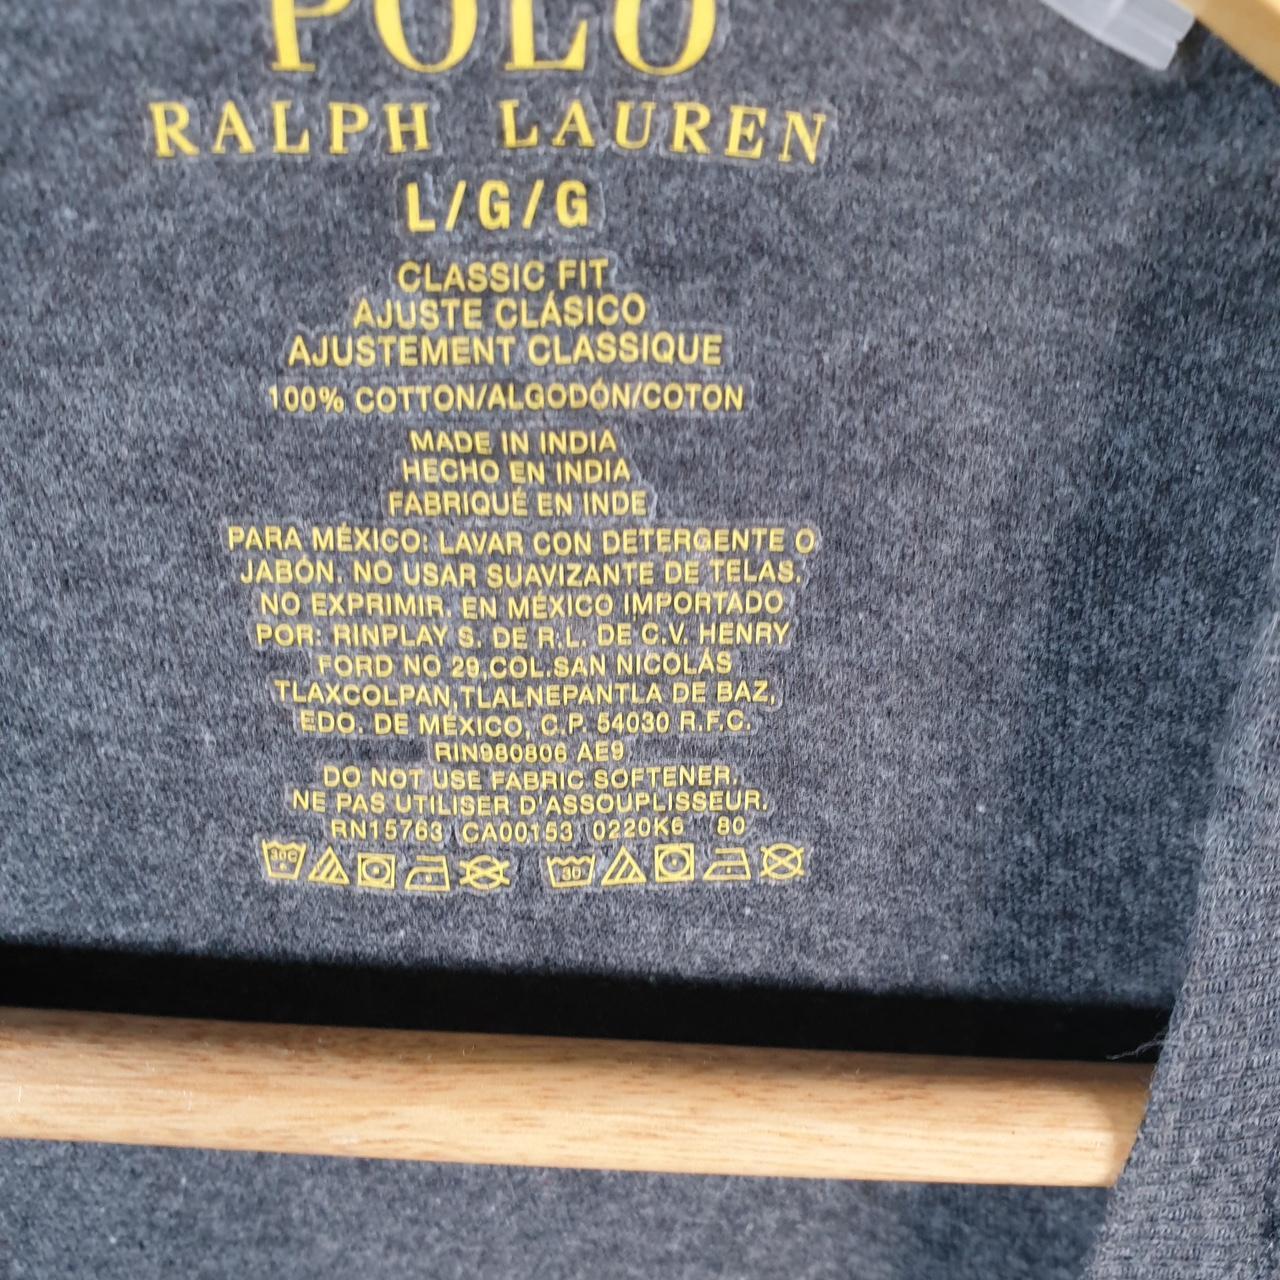 POLO
RALPH LAUREN
L/G/G
CLASSIC FIT
AJUSTE CLÁSICO
AJUSTEMENT CLASSIQUE
100% COTTON/ALGODÓN/COTON
MADE IN INDIA
HECHO EN INDIA
FABRIQUÉ EN INDE
PARA MÉXICO: LAVAR CON DETERGENTE O
JABÓN. NO USAR SUAVIZANTE DE TELAS.
NO EXPRIMIR. EN MÉXICO IMPORTADO
POR: RINPLAY S. DE R.L. DE C.V. HENRY
FORD NO 29,COL.SAN NICOLÁS
TLAXCOLPAN,TLALNEPANTLA DE BAZ,
EDO. DE MÉXICO, C.P. 54030 R.F.C.
RIN980806 AE9
DO NOT USE FABRIC SOFTENER.
NE PAS UTILISER D'ASSOUPLISSEUR.
RN15763 CA00153 0220K6 80
30C 30